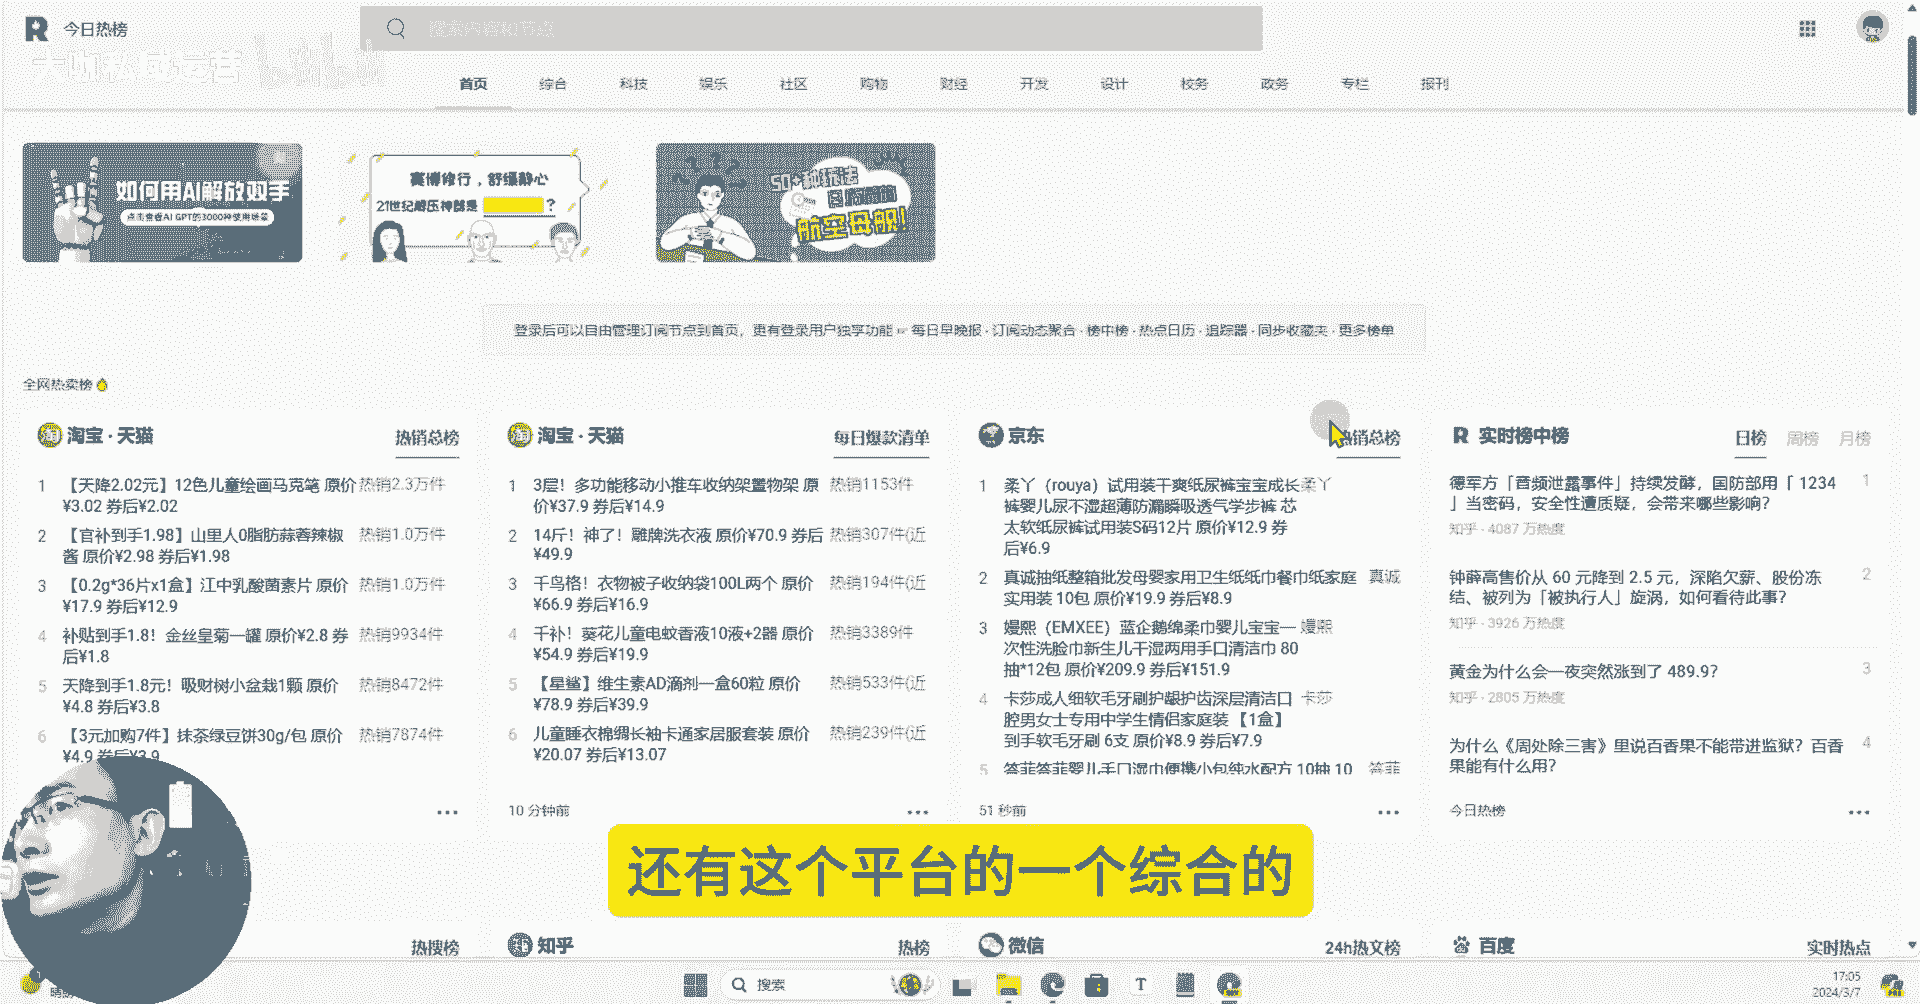 今日热榜
搜索内容和节点
大咖私域运营 bilibili
首页 综合 科技 娱乐 社区 购物 财经 开发 设计 校务 政务 专栏 报刊
如何用AI解放双手
点击查看AI GPT的3000种使用场景
赛博修行，舒缓静心
21世纪解压神器是 ?
50+种玩法
航空母舰!
登录后可以自由管理订阅节点到首页，更有登录用户独享功能 - 每日早晚报 · 订阅动态聚合 · 榜中榜 · 热点日历 · 追踪器 · 同步收藏夹 · 更多榜单
全网热卖榜
淘宝 · 天猫 热销总榜
1 【天降2.02元】12色儿童绘画马克笔 原价 热销2.3万件
¥3.02 券后¥2.02
2 【官补到手1.98】山里人0脂肪蒜蓉辣椒 热销1.0万件
酱 原价¥2.98 券后¥1.98
3 【0.2g*36片x1盒】江中乳酸菌素片 原价 热销1.0万件
¥17.9 券后¥12.9
4 补贴到手1.8！金丝皇菊一罐 原价¥2.8 券 热销9934件
后¥1.8
5 天降到手1.8元！吸财树小盆栽1颗 原价 热销8472件
¥4.8 券后¥3.8
6 【3元加购7件】抹茶绿豆饼30g/包 原价 热销7874件
¥4.9 券后¥3.9
淘宝 · 天猫 每日爆款清单
1 3层！多功能移动小推车收纳架置物架 原 热销1153件
价¥37.9 券后¥14.9
2 14斤！神了！雕牌洗衣液 原价¥70.9 券后 热销307件(近
¥49.9
3 千鸟格！衣物被子收纳袋100L两个 原价 热销194件(近
¥66.9 券后¥16.9
4 千补！葵花儿童电蚊香液10液+2器 原价 热销3389件
¥54.9 券后¥19.9
5 【星鲨】维生素AD滴剂一盒60粒 原价 热销533件(近
¥78.9 券后¥39.9
6 儿童睡衣棉绸长袖卡通家居服套装 原价 热销239件(近
¥20.07 券后¥13.07
10 分钟前
京东 热销总榜
1 柔丫（rouya）试用装干爽纸尿裤宝宝成长 柔丫
裤婴儿尿不湿超薄防漏瞬吸透气学步裤 芯
太软纸尿裤试用装S码12片 原价¥12.9 券
后¥6.9
2 真诚抽纸整箱批发母婴家用卫生纸纸巾餐巾纸家庭 真诚
实用装 10包 原价¥19.9 券后¥8.9
3 嫚熙（EMXEE）蓝企鹅绵柔巾婴儿宝宝一 嫚熙
次性洗脸巾新生儿干湿两用手口清洁巾 80
抽*12包 原价¥209.9 券后¥151.9
4 卡莎成人细软毛牙刷护龈护齿深层清洁口 卡莎
腔男女士专用中学生情侣家庭装 【1盒】
到手软毛牙刷 6支 原价¥8.9 券后¥7.9
5 答菲答菲婴儿手口湿巾便携小包纯水配方 10抽 10 答菲
51 秒前
实时榜中榜 日榜 周榜 月榜
德军方「音频泄露事件」持续发酵，国防部用「 1234 1
」当密码，安全性遭质疑，会带来哪些影响？
知乎 · 4087 万热度
钟薛高售价从 60 元降到 2.5 元，深陷欠薪、股份冻 2
结、被列为「被执行人」旋涡，如何看待此事？
知乎 · 3926 万热度
黄金为什么会一夜突然涨到了 489.9？ 3
知乎 · 2805 万热度
为什么《周处除三害》里说百香果不能带进监狱？百香 4
果能有什么用？
今日热榜
还有这个平台的一个综合的
热搜榜
知乎 热榜
微信 24h热文榜
百度 实时热点
搜索
17:05
2024/3/7